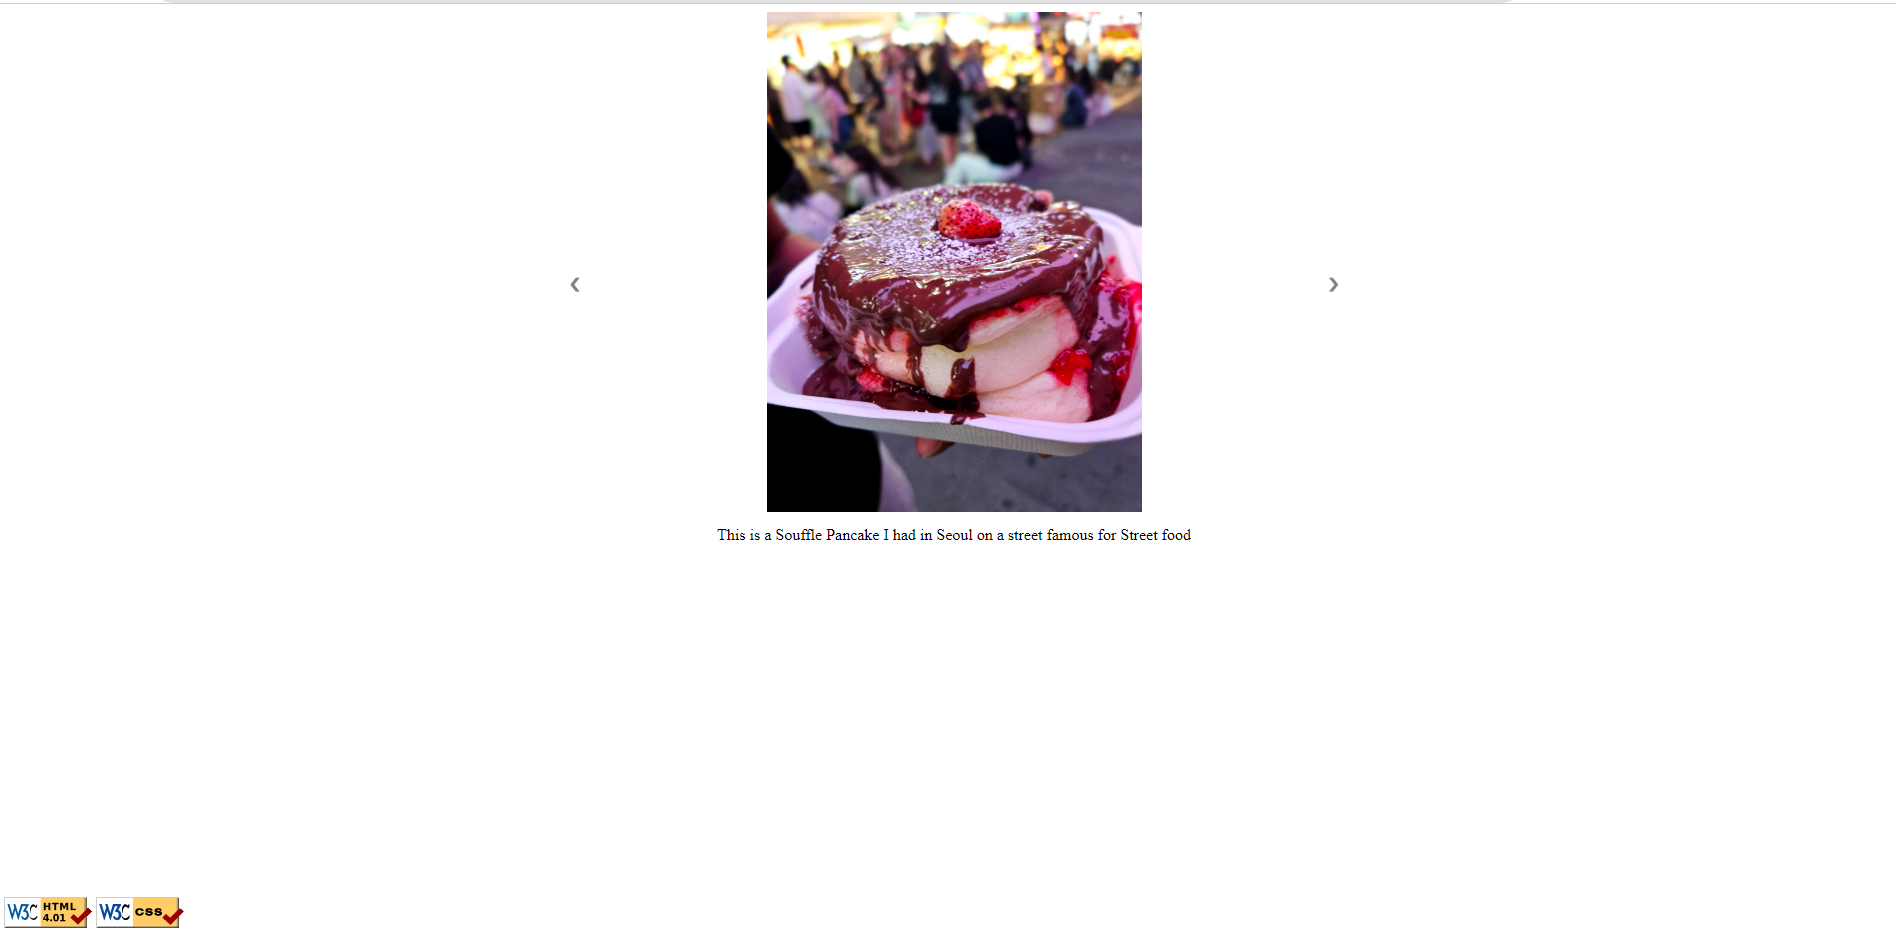 ‹
›
This is a Souffle Pancake I had in Seoul on a street famous for Street food
W3C HTML 4.01
W3C css